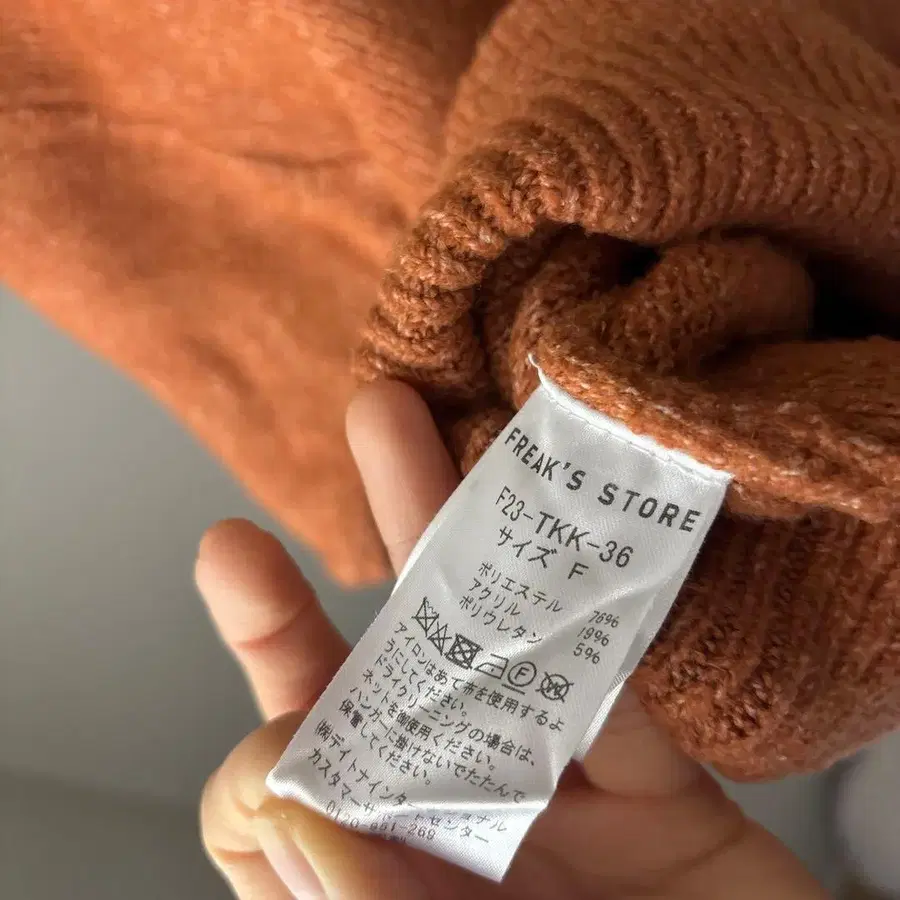 FREAK'S STORE
F23-TKK-36
サイズ F
ポリエステル 76%
アクリル 19%
ポリウレタン 5%
F
アイロンはあて布を使用するよ
うにしてください。
ドライクリーニングの場合は、
ネットを御使用ください。
ハンガーに掛けないでたたんで
保管してください。
㈱デイトナインターナショナル
カスタマーサポートセンター